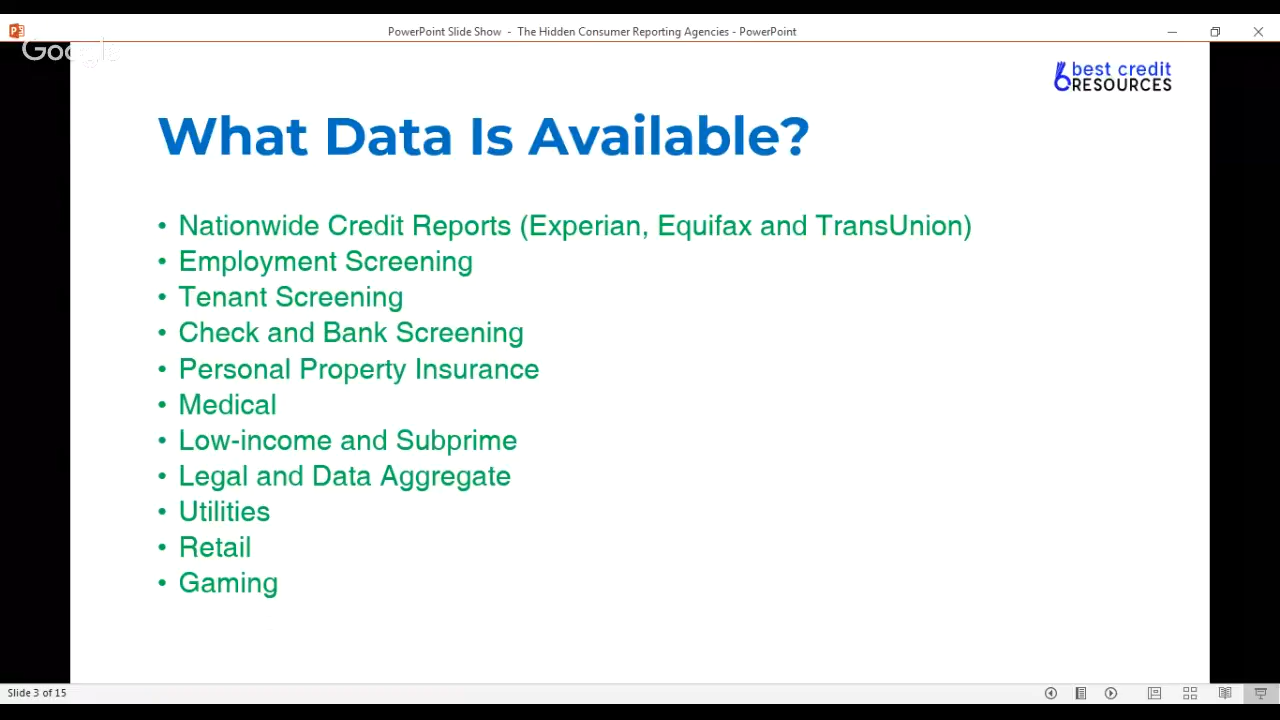 PowerPoint Slide Show - The Hidden Consumer Reporting Agencies - PowerPoint
Google
best credit
RESOURCES
What Data Is Available?
• Nationwide Credit Reports (Experian, Equifax and TransUnion)
• Employment Screening
• Tenant Screening
• Check and Bank Screening
• Personal Property Insurance
• Medical
• Low-income and Subprime
• Legal and Data Aggregate
• Utilities
• Retail
• Gaming
Slide 3 of 15